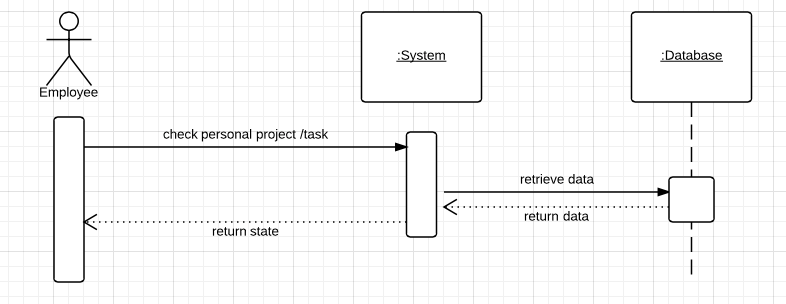 :System
:Database
Employee
check personal project /task
retrieve data
return data
return state